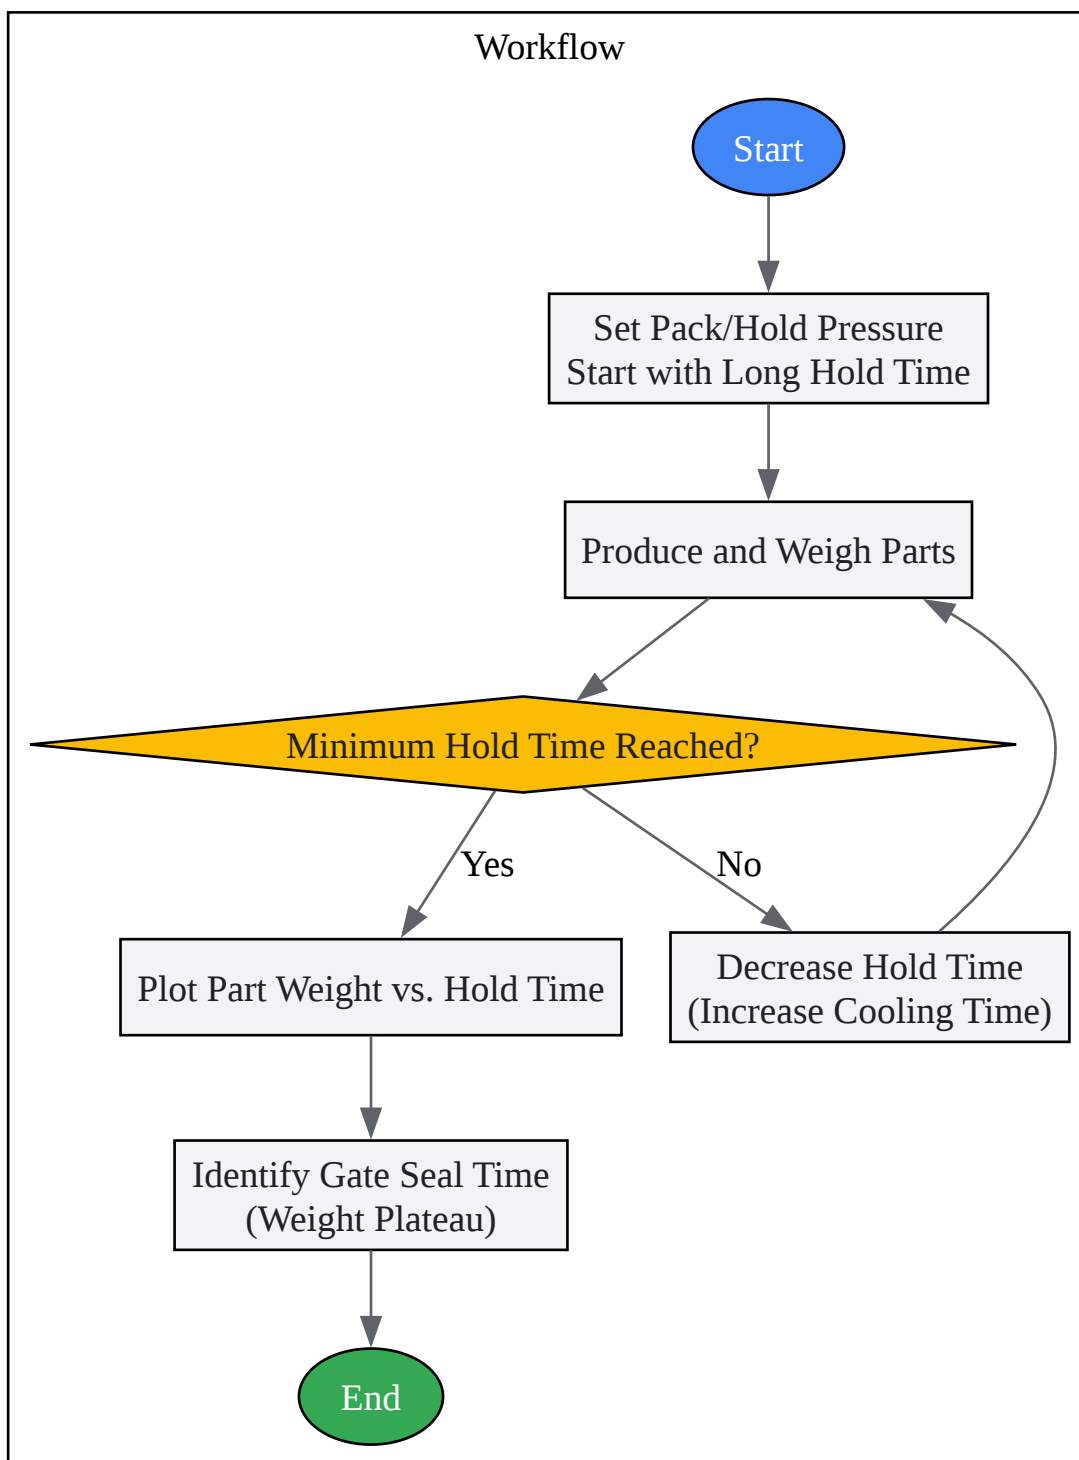 Workflow
Start
Set Pack/Hold Pressure
Start with Long Hold Time
Produce and Weigh Parts
Minimum Hold Time Reached?
Yes
No
Plot Part Weight vs. Hold Time
Decrease Hold Time
(Increase Cooling Time)
Identify Gate Seal Time
(Weight Plateau)
End